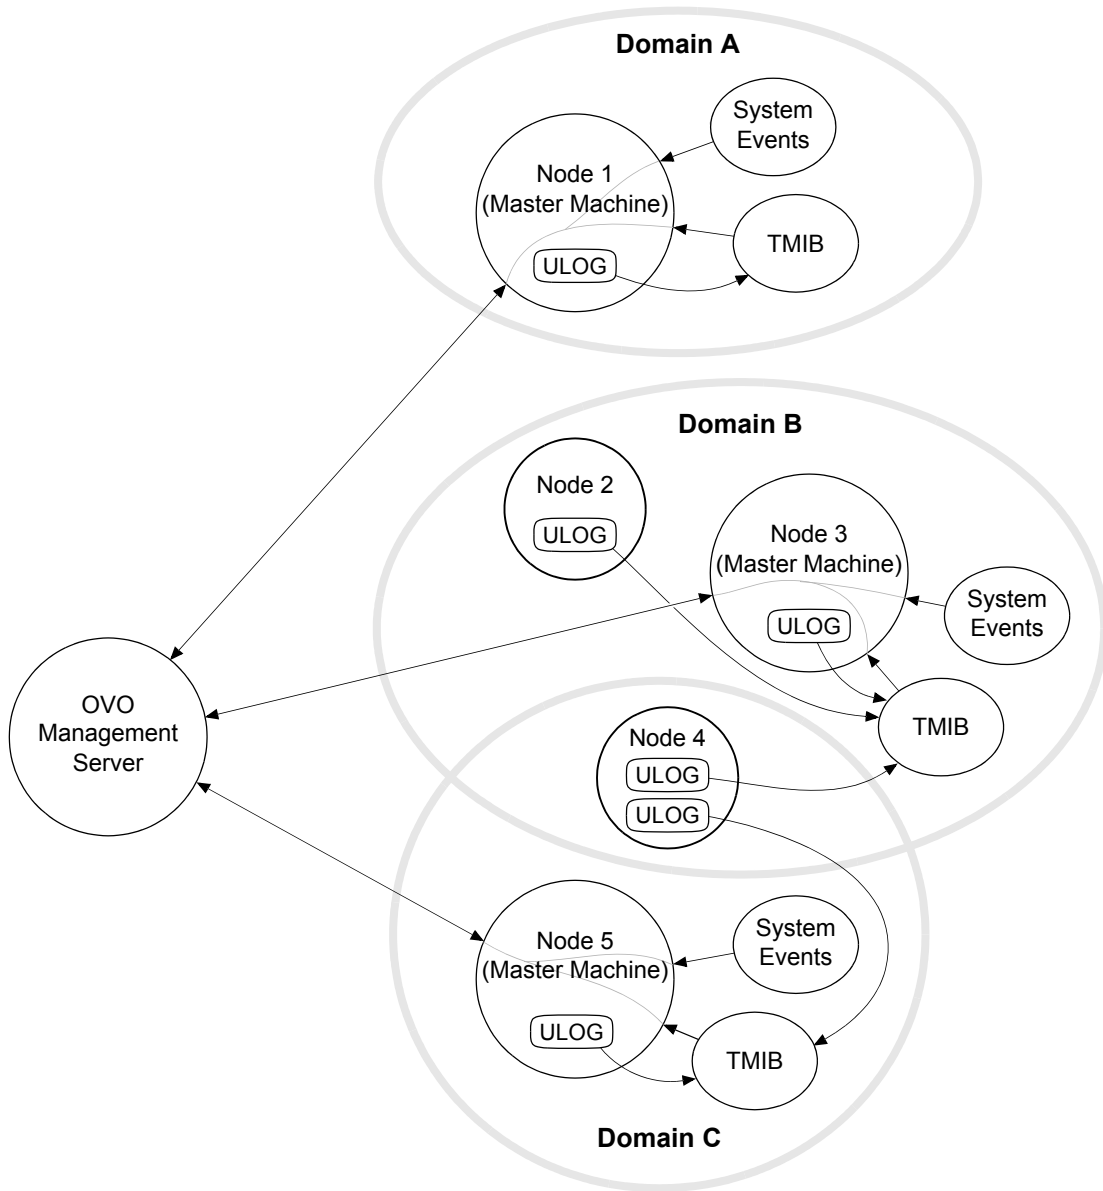 Domain A
System
Events
Node 1
(Master Machine)
TMIB
ULOG
Domain B
Node 2
ULOG
Node 3
(Master Machine)
System
Events
ULOG
OVO
Management
Server
TMIB
Node 4
ULOG
ULOG
System
Events
Node 5
(Master Machine)
ULOG
TMIB
Domain C